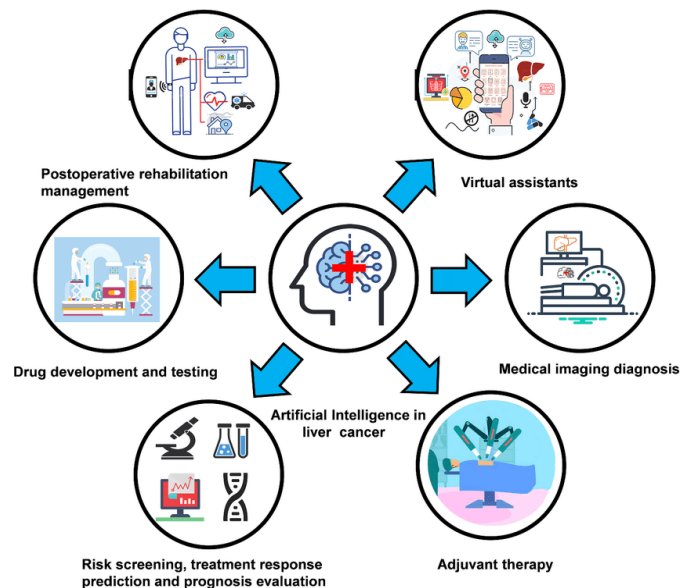 Postoperative rehabilitation
management
Virtual assistants
Drug development and testing
Medical imaging diagnosis
Artificial Intelligence in
liver cancer
Risk screening, treatment response
prediction and prognosis evaluation
Adjuvant therapy